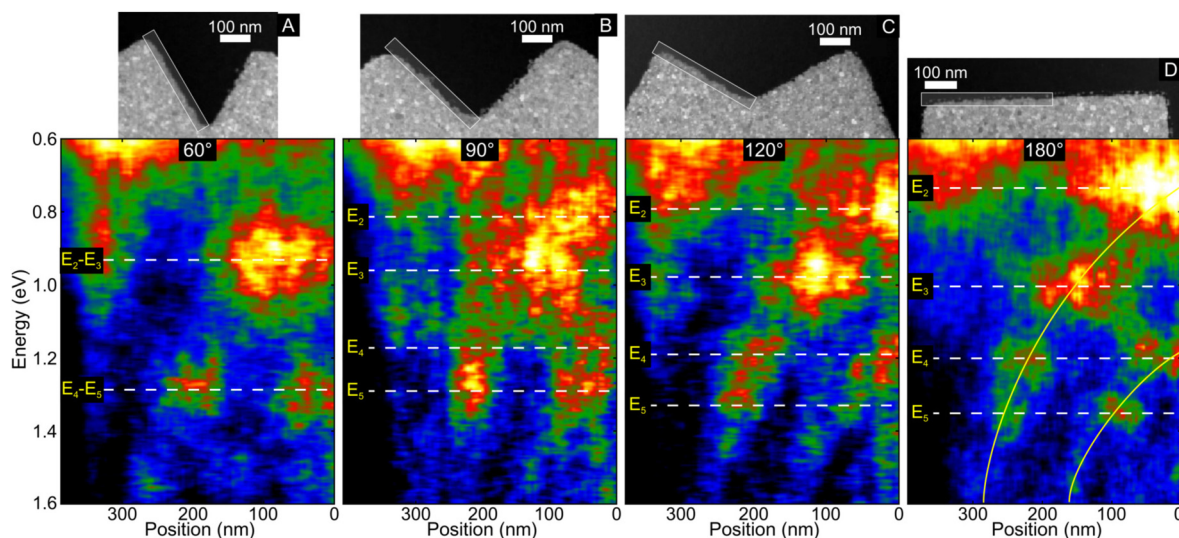 100 nm A
100 nm B
100 nm C
100 nm D
60°
90°
120°
180°
Energy (eV)
0.6
0.8
1.0
1.2
1.4
1.6
E2-E3
E4-E5
E2
E3
E4
E5
E2
E3
E4
E5
E2
E3
E4
E5
300 200 100 0
300 200 100 0
300 200 100 0
300 200 100 0
Position (nm)
Position (nm)
Position (nm)
Position (nm)